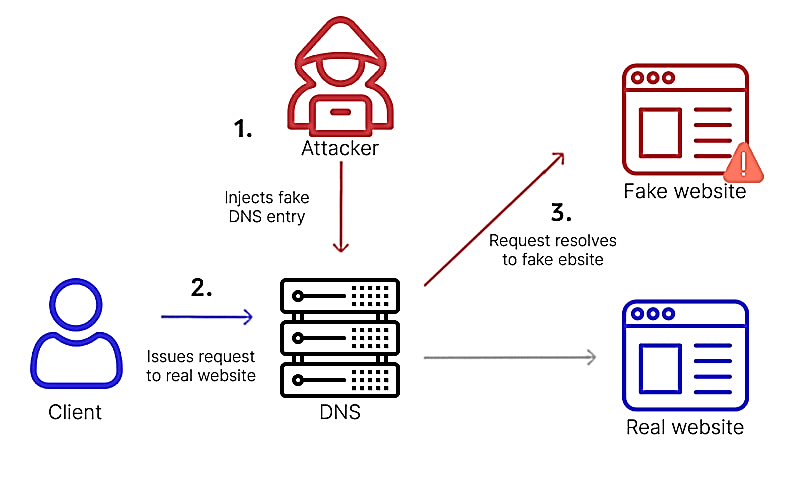 1.
Attacker
Injects fake
DNS entry
Fake website
3.
Request resolves
to fake ebsite
2.
Issues request
to real website
Client
DNS
Real website